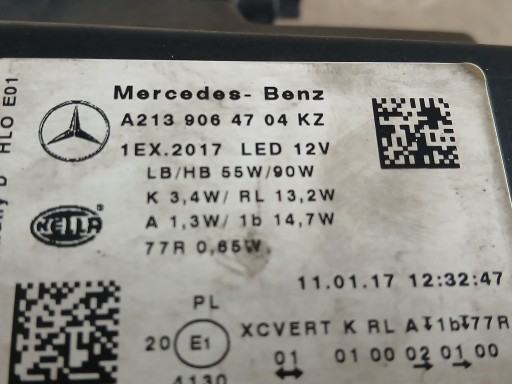 Mercedes- Benz
A213 906 47 04 KZ
1EX.2017 LED 12V
LB/HB 55W/90W
K 3,4W/ RL 13,2W
A 1,3W/ 1b 14,7W
77R 0,65W
HLO E01
HELLA
11.01.17 12:32:47
PL
20 E1 XCVERT K RL A 1b 77R
01 01 00 02 01 00
4130